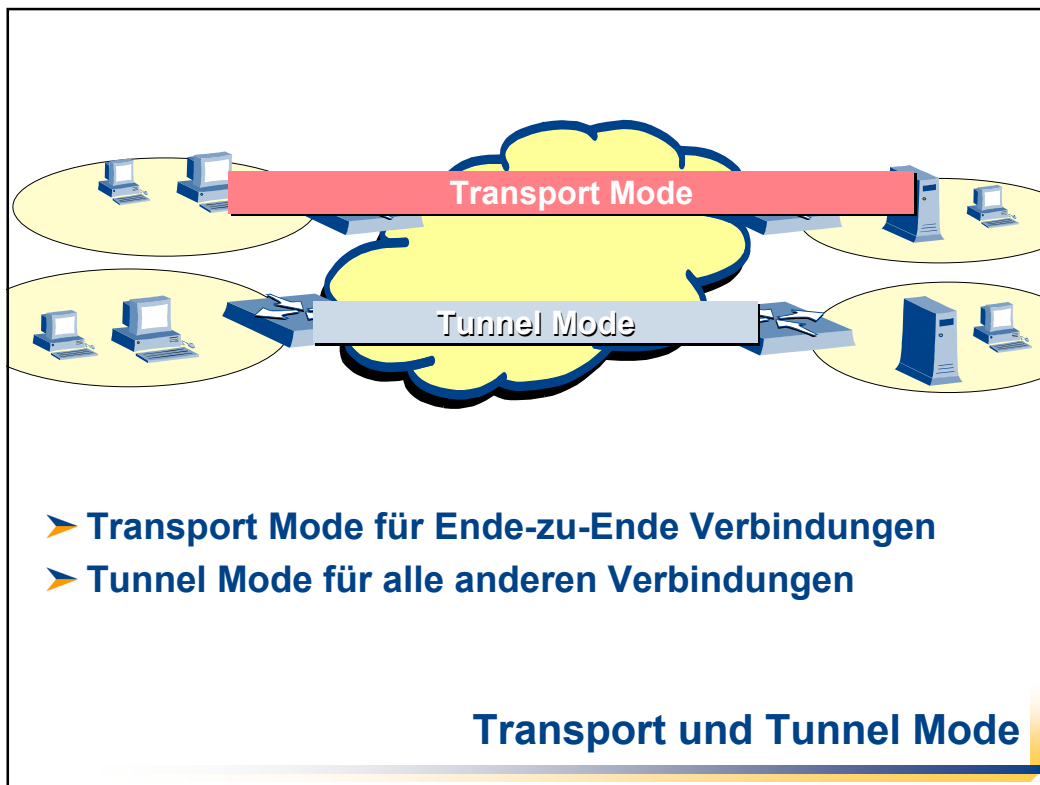 Transport Mode
Tunnel Mode
Transport Mode für Ende-zu-Ende Verbindungen
Tunnel Mode für alle anderen Verbindungen
Transport und Tunnel Mode